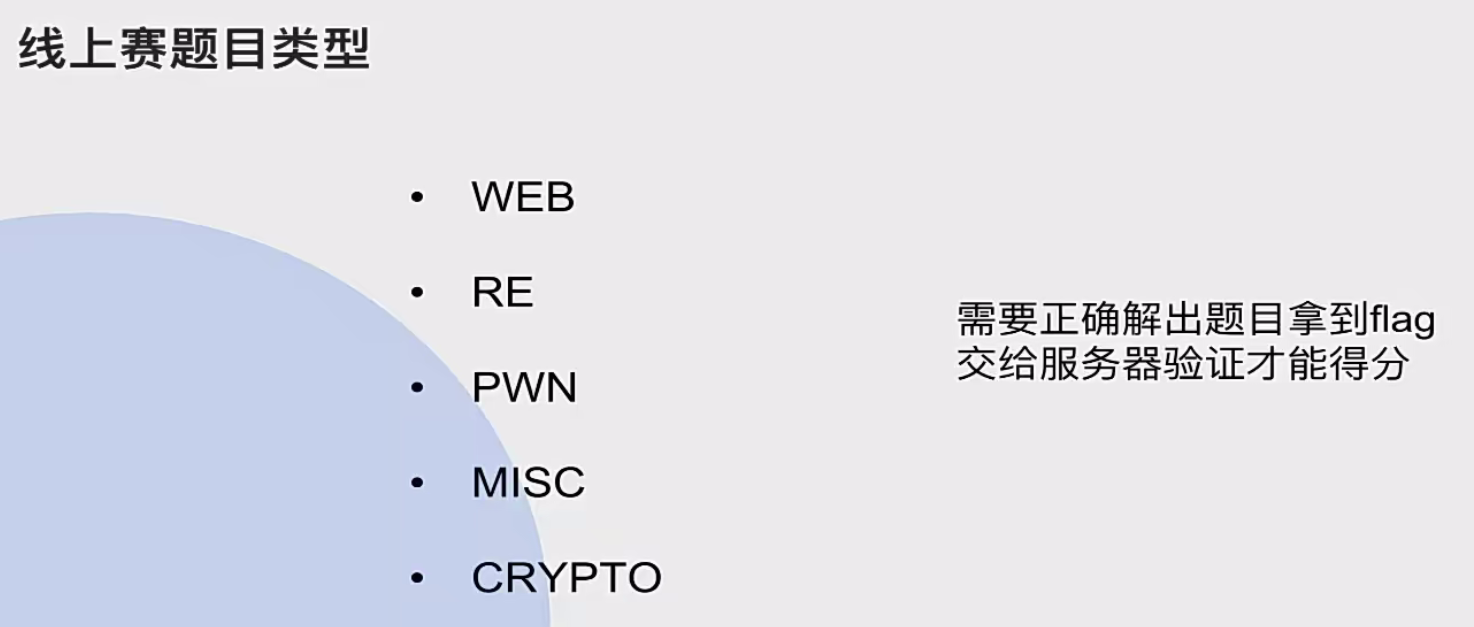 线上赛题目类型
• WEB
• RE
• PWN
• MISC
• CRYPTO
需要正确解出题目拿到flag
交给服务器验证才能得分